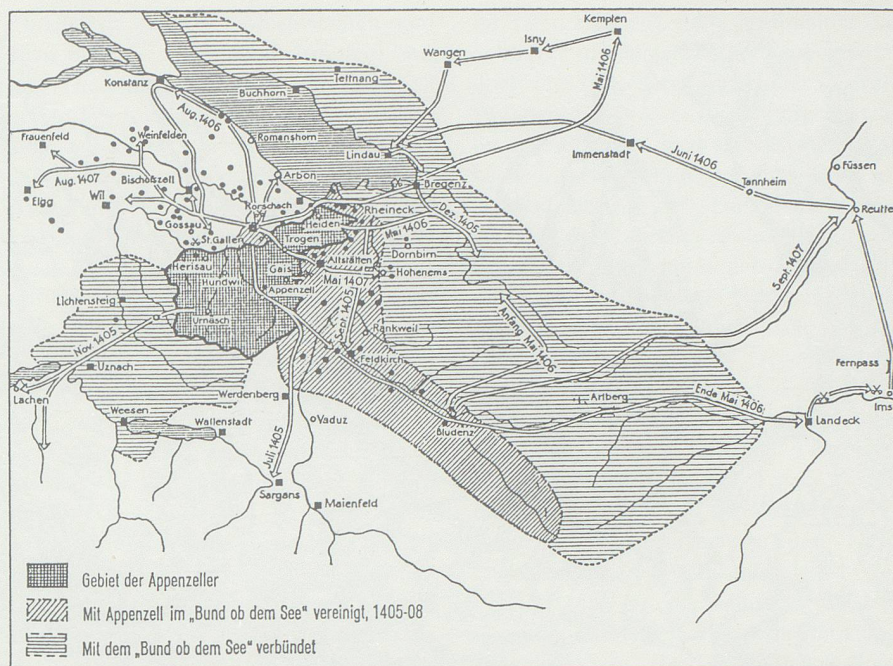 Kempten
Isny
Wangen
Tettnang
Konstanz
Buchhorn
Mai 1406
Aug. 1406
Frauenfeld
Weinfelden
Romanshorn
Lindau
Immenstadt
Juni 1406
Füssen
Aug. 1407
Bischofszell
Arbon
Bregenz
Tannheim
Elgg
Wil
Rorschach
Rheineck
Dez. 1405
Reutte
Gossau
St.Gallen
Heiden
Trogen
Mai 1406
Dornbirn
Sept. 1407
Herisau
Gais
Altstätten
Hohenems
Hundwil
Appenzell
Mai 1407
Lichtensteig
Urnäsch
Sept. 1405
Rankweil
Anfang Mai 1406
Nov. 1405
Feldkirch
Fernpass
Uznach
Lachen
Werdenberg
Arlberg
Ende Mai 1406
Ims
Weesen
Wallenstadt
Vaduz
Bludenz
Landeck
Juli 1405
Sargans
Maienfeld
Gebiet der Appenzeller
Mit Appenzell im „Bund ob dem See" vereinigt, 1405-08
Mit dem „Bund ob dem See" verbündet